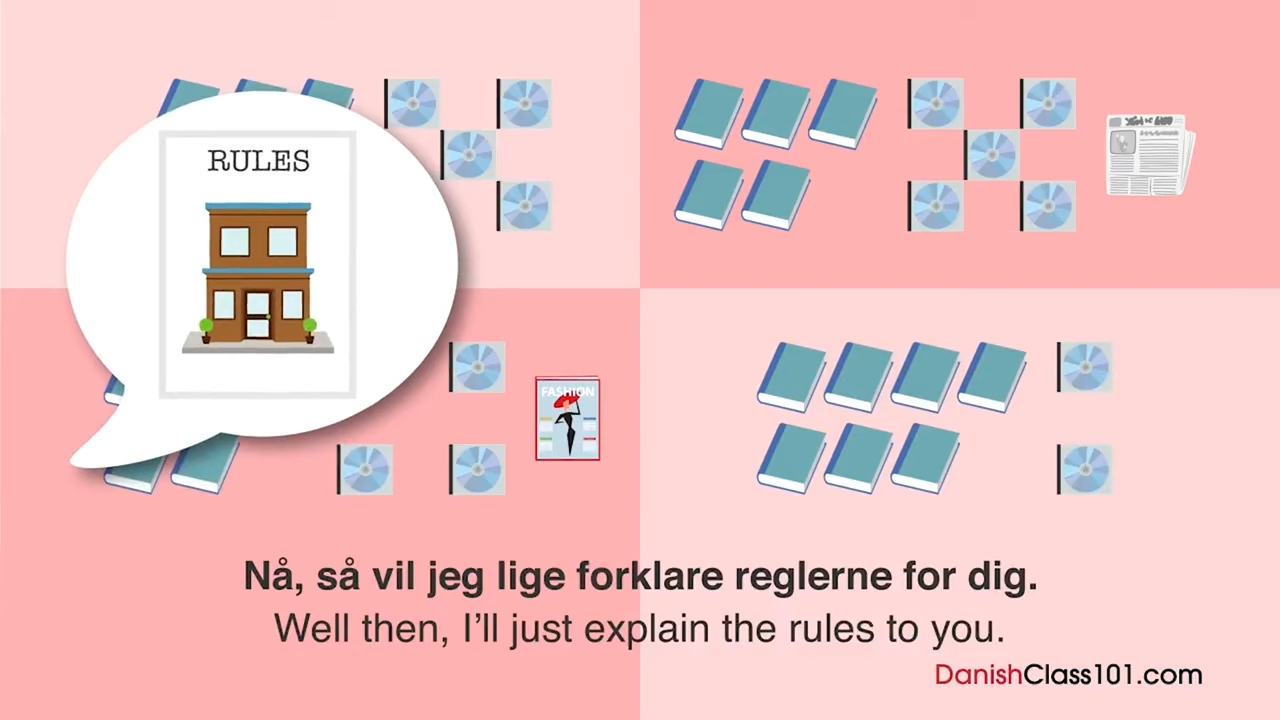 RULES
FASHION
Nå, så vil jeg lige forklare reglerne for dig.
Well then, I'll just explain the rules to you.
DanishClass101.com